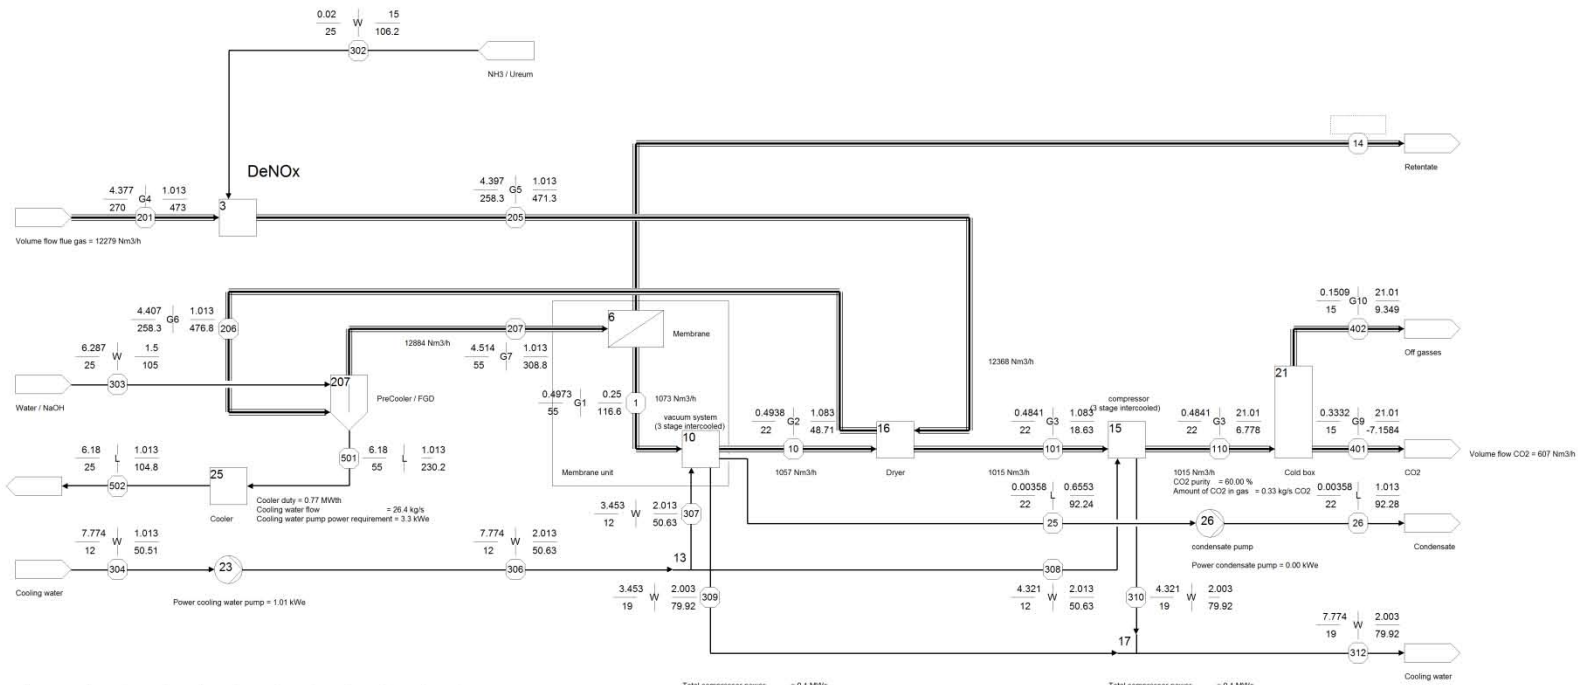 0.02 W 15
25 106.2
302
NH3 / Ureum
14
Retentate
DeNOx
4.377 G4 1.013
270 473
201
3
4.397 G5 1.013
258.3 471.3
205
Volume flow flue gas = 12279 Nm3/h
4.407 G6 1.013
258.3 476.8
206
6
Membrane
207
12884 Nm3/h
4.514 G7 1.013
55 308.8
12368 Nm3/h
0.1509 G10 21.01
15 9.349
402
Off gasses
6.287 W 1.5
25 105
303
Water / NaOH
207
PreCooler / FGD
0.4973 G1 0.25
55 116.6
1
1073 Nm3/h
vacuum system
(3 stage intercooled)
10
0.4938 G2 1.083
22 48.71
10
1057 Nm3/h
16
Dryer
0.4841 G3 1.083
22 18.63
101
1015 Nm3/h
compressor
(3 stage intercooled)
15
0.4841 G3 21.01
22 6.778
110
1015 Nm3/h
CO2 purity = 60.00 %
Amount of CO2 in gas = 0.33 kg/s CO2
21
Cold box
0.3332 G9 21.01
15 -7.1584
401
CO2
Volume flow CO2 = 607 Nm3/h
Membrane unit
6.18 L 1.013
25 104.8
502
25
Cooler
501
6.18 L 1.013
55 230.2
Cooler duty = 0.77 MWth
Cooling water flow = 26.4 kg/s
Cooling water pump power requirement = 3.3 kWe
3.453 W 2.013
12 50.63
307
0.00358 L 0.6553
22 92.24
25
26
condensate pump
Power condensate pump = 0.00 kWe
0.00358 L 1.013
22 92.28
26
Condensate
7.774 W 1.013
12 50.51
304
Cooling water
23
Power cooling water pump = 1.01 kWe
7.774 W 2.013
12 50.63
306
13
308
4.321 W 2.013
12 50.63
3.453 W 2.003
19 79.92
309
310
4.321 W 2.003
19 79.92
17
7.774 W 2.003
19 79.92
312
Cooling water